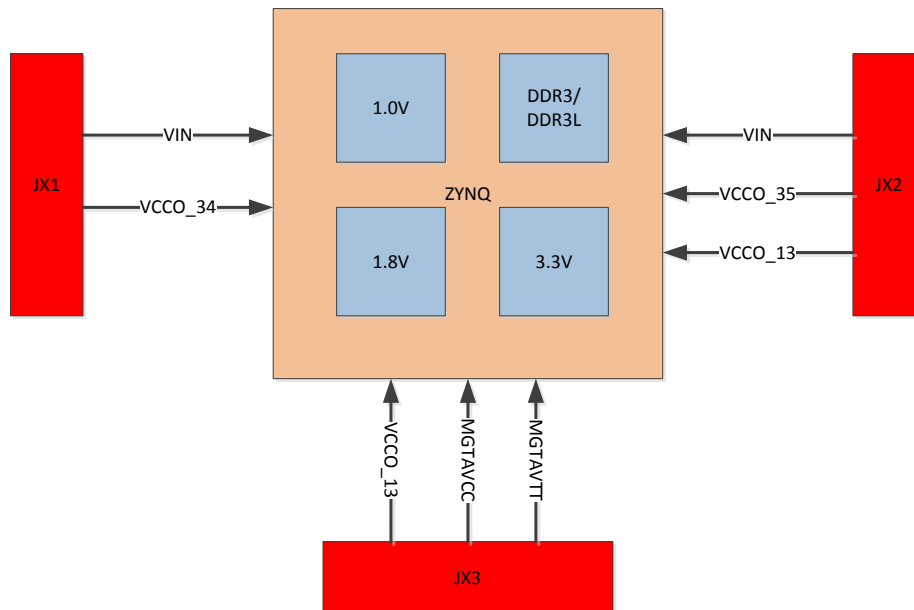 1.0V
DDR3/
DDR3L
VIN
VIN
JX1
ZYNQ
JX2
VCCO_34
VCCO_35
VCCO_13
1.8V
3.3V
VCCO_13
MGTAVCC
MGTAVTT
JX3